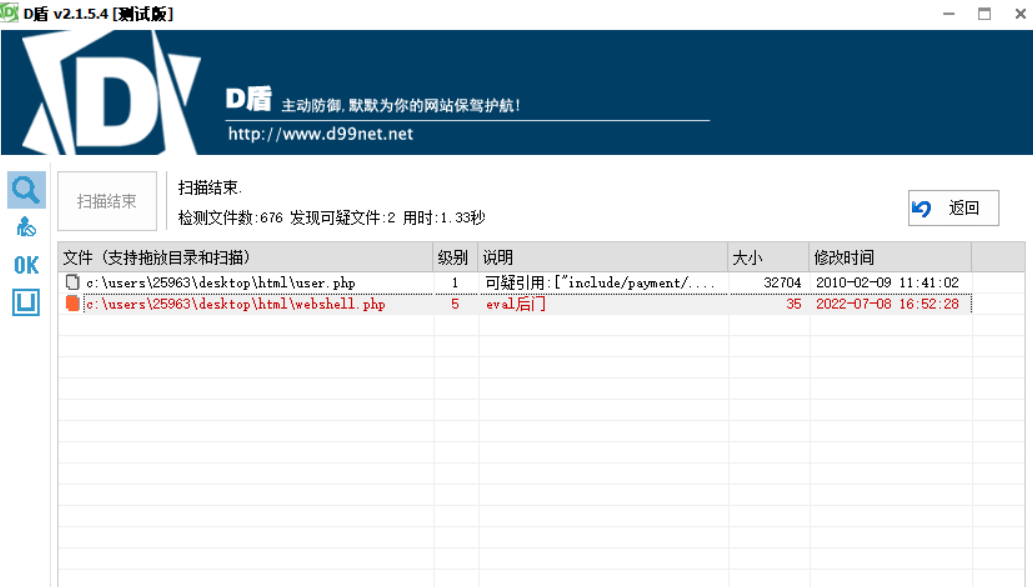 D盾 v2.1.5.4 [测试版]
D盾 主动防御,默默为你的网站保驾护航!
http://www.d99net.net
扫描结束
扫描结束.
检测文件数:676 发现可疑文件:2 用时:1.33秒
返回
文件 (支持拖放目录和扫描) 级别 说明 大小 修改时间
c:\users\25963\desktop\html\user.php 1 可疑引用:["include/payment/.... 32704 2010-02-09 11:41:02
c:\users\25963\desktop\html\webshell.php 5 eval后门 35 2022-07-08 16:52:28
OK